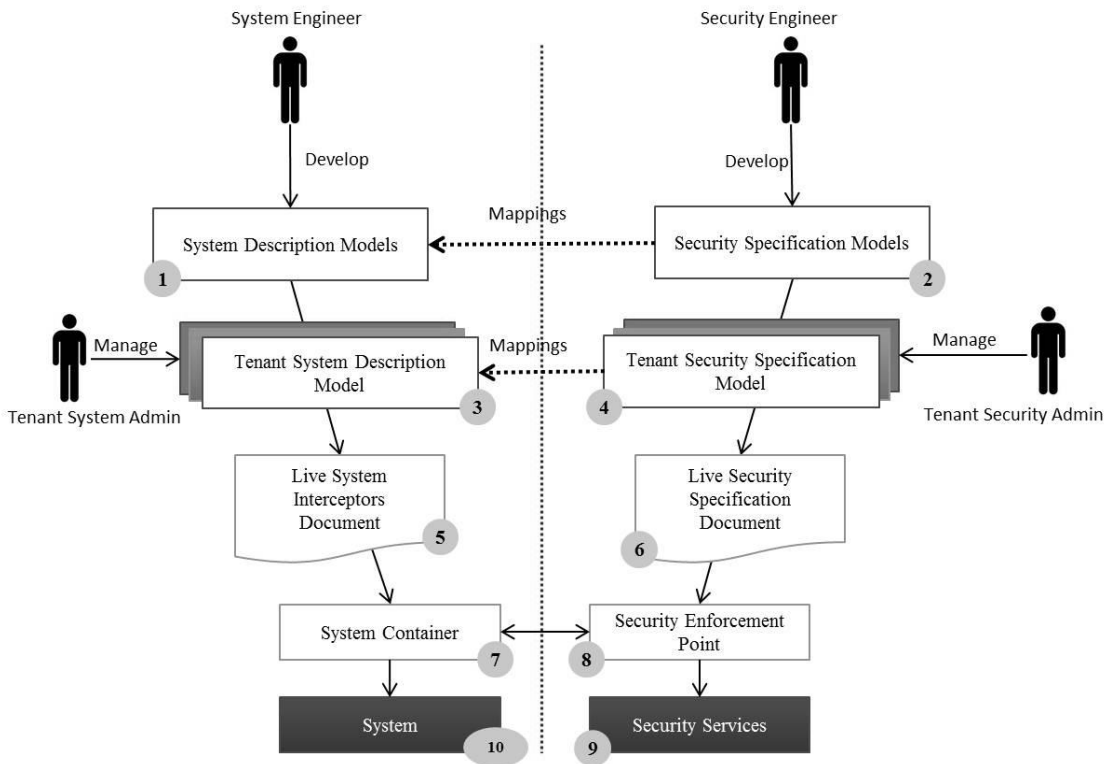 System Engineer
Security Engineer
Develop
Develop
Mappings
System Description Models
Security Specification Models
1
2
Manage
Mappings
Manage
Tenant System Description
Model
Tenant Security Specification
Model
3
4
Tenant System Admin
Tenant Security Admin
Live System
Interceptors
Document
Live Security
Specification
Document
5
6
System Container
Security Enforcement
Point
7
8
System
Security Services
10
9